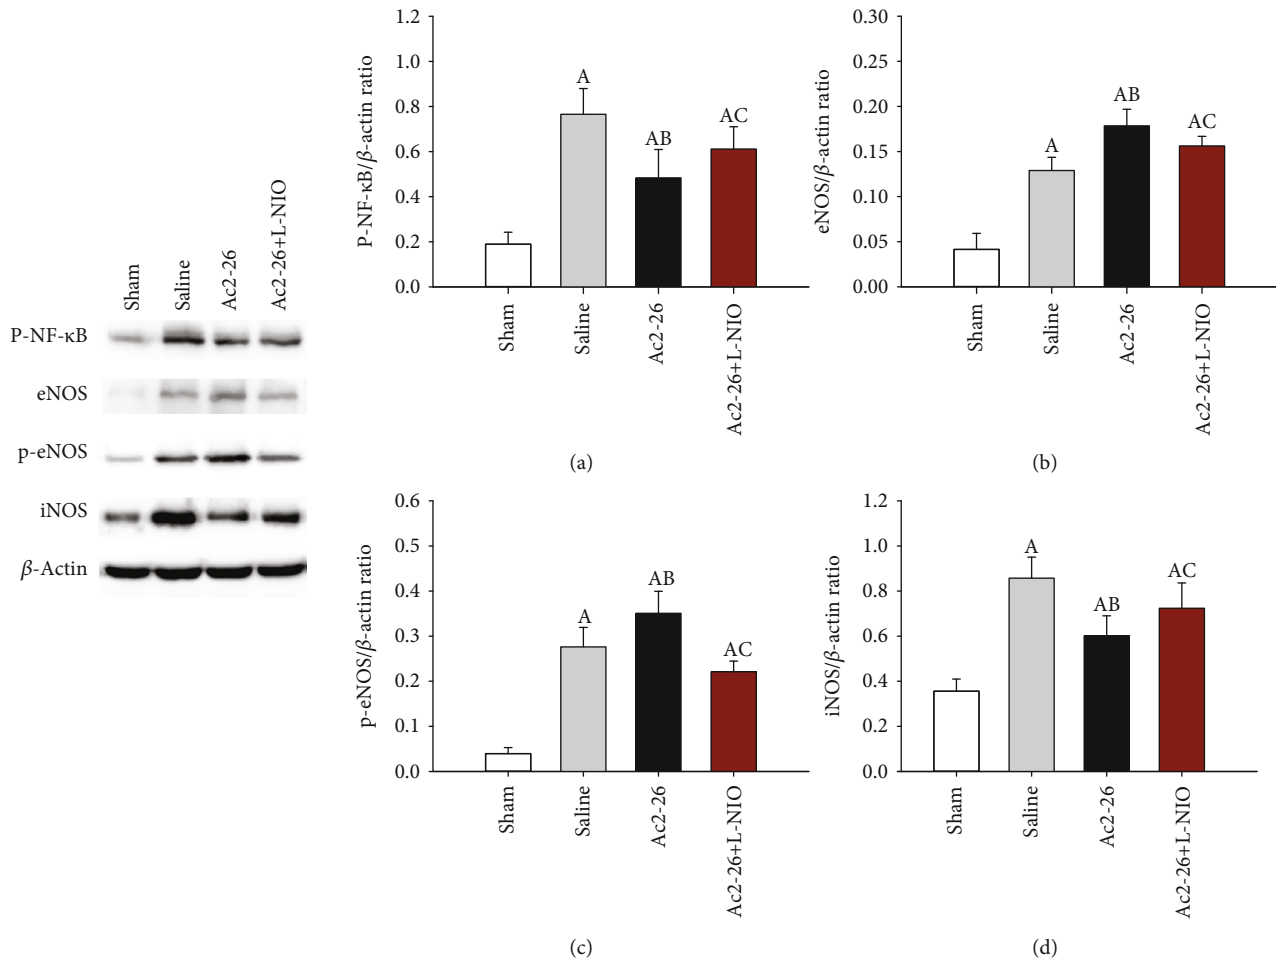 Sham
Saline
Ac2-26
Ac2-26+L-NIO
P-NF-κB
eNOS
p-eNOS
iNOS
β-Actin
P-NF-κB/β-actin ratio
1.2
1.0
0.8
0.6
0.4
0.2
0.0
A
AB
AC
Sham
Saline
Ac2-26
Ac2-26+L-NIO
(a)
eNOS/β-actin ratio
0.30
0.25
0.20
0.15
0.10
0.05
0.00
A
AB
AC
Sham
Saline
Ac2-26
Ac2-26+L-NIO
(b)
p-eNOS/β-actin ratio
0.6
0.5
0.4
0.3
0.2
0.1
0.0
A
AB
AC
Sham
Saline
Ac2-26
Ac2-26+L-NIO
(c)
iNOS/β-actin ratio
1.2
1.0
0.8
0.6
0.4
0.2
0.0
A
AB
AC
Sham
Saline
Ac2-26
Ac2-26+L-NIO
(d)